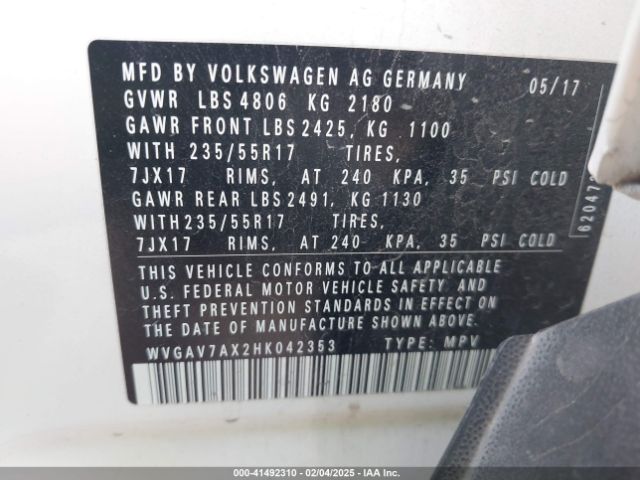 MFD BY VOLKSWAGEN AG GERMANY 05/17
GVWR LBS 4806 KG 2180
GAWR FRONT LBS 2425, KG 1100
WITH 235/55R17 TIRES,
7JX17 RIMS, AT 240 KPA, 35 PSI COLD
GAWR REAR LBS 2491, KG 1130
WITH 235/55R17 TIRES,
7JX17 RIMS, AT 240 KPA, 35 PSI COLD
THIS VEHICLE CONFORMS TO ALL APPLICABLE
U.S. FEDERAL MOTOR VEHICLE SAFETY AND
THEFT PREVENTION STANDARDS IN EFFECT ON
THE DATE OF MANUFACTURE SHOWN ABOVE.
WVGAV7AX2HK042353 TYPE: MPV
000-41492310 - 02/04/2025 - IAA Inc.